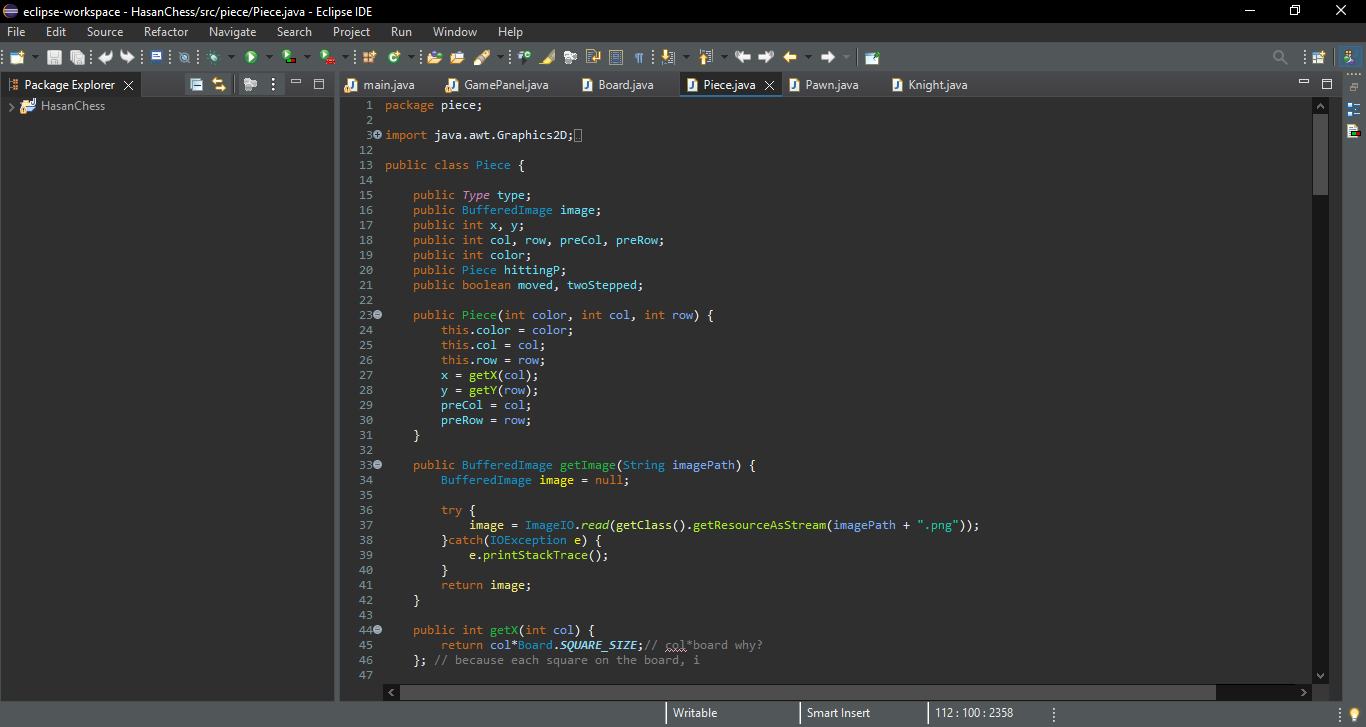 eclipse-workspace - HasanChess/src/piece/Piece.java - Eclipse IDE
File Edit Source Refactor Navigate Search Project Run Window Help
Package Explorer
main.java GamePanel.java Board.java Piece.java Pawn.java Knight.java
HasanChess
1 package piece;
2
3 import java.awt.Graphics2D;
12
13 public class Piece {
14
15 public Type type;
16 public BufferedImage image;
17 public int x, y;
18 public int col, row, preCol, preRow;
19 public int color;
20 public Piece hittingP;
21 public boolean moved, twoStepped;
22
23 public Piece(int color, int col, int row) {
24 this.color = color;
25 this.col = col;
26 this.row = row;
27 x = getX(col);
28 y = getY(row);
29 preCol = col;
30 preRow = row;
31 }
32
33 public BufferedImage getImage(String imagePath) {
34 BufferedImage image = null;
35
36 try {
37 image = ImageIO.read(getClass().getResourceAsStream(imagePath + ".png"));
38 }catch(IOException e) {
39 e.printStackTrace();
40 }
41 return image;
42 }
43
44 public int getX(int col) {
45 return col*Board.SQUARE_SIZE;// col*board why?
46 }; // because each square on the board, i
47
Writable Smart Insert 112 : 100 : 2358